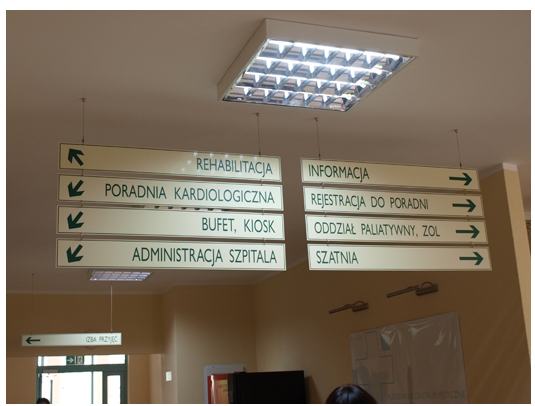 REHABILITACJA
PORADNIA KARDIOLOGICZNA
BUFET, KIOSK
ADMINISTRACJA SZPITALA
INFORMACJA
REJESTRACJA DO PORADNI
ODDZIAŁ PALIATYWNY, ZOL
SZATNIA
IZBA PRZYJĘĆ